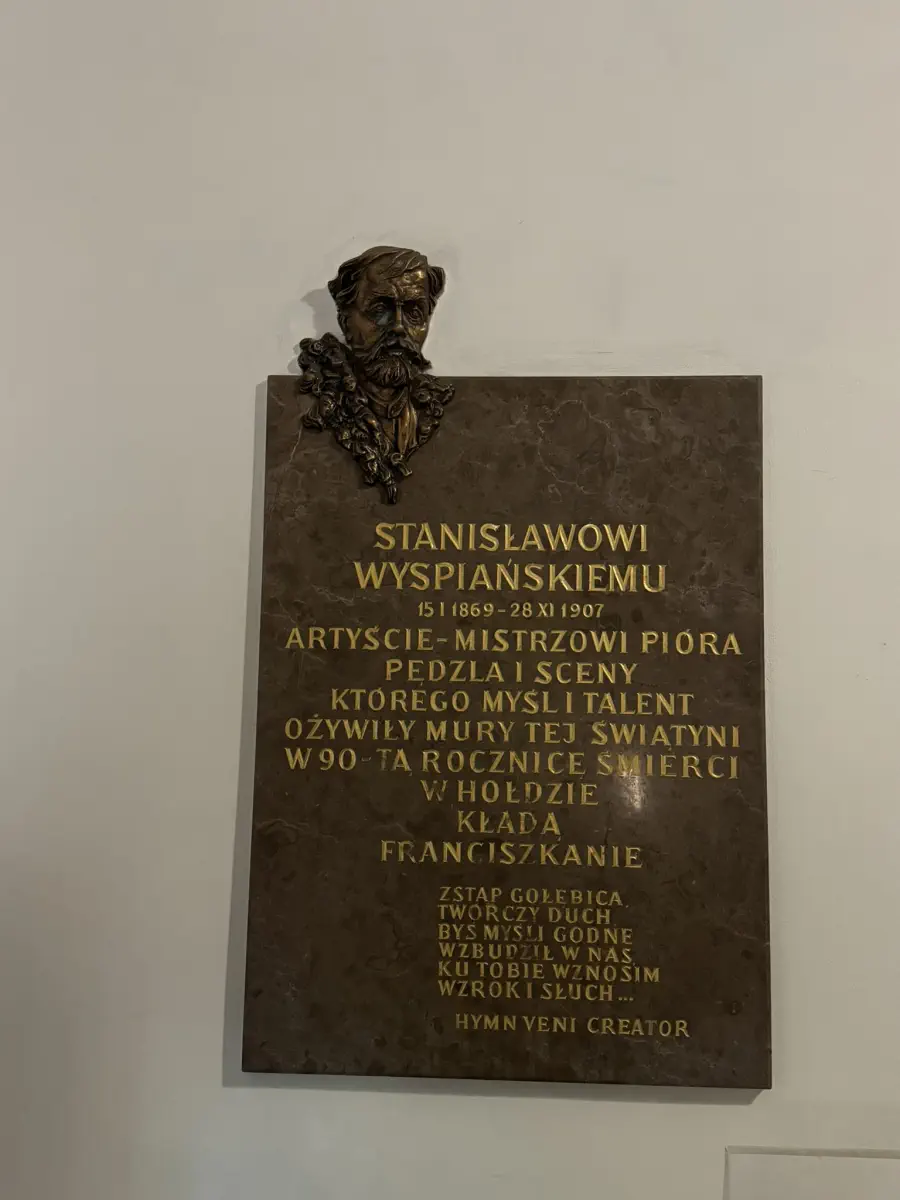 STANISŁAWOWI
WYSPIAŃSKIEMU
15 I 1869 – 28 XI 1907
ARTYŚCIE – MISTRZOWI PIÓRA
PĘDZLA I SCENY
KTÓREGO MYŚL I TALENT
OŻYWIŁY MURY TEJ ŚWIĄTYNI
W 90 - TĄ ROCZNICĘ ŚMIERCI
W HOŁDZIE
KŁADĄ
FRANCISZKANIE
ZSTĄP GOŁĘBICĄ,
TWÓRCZY DUCH
BYŚ MYŚLI GODNE
WZBUDZIŁ W NAS,
KU TOBIE WZNOSIM
WZROK I SŁUCH...
HYMN VENI CREATOR